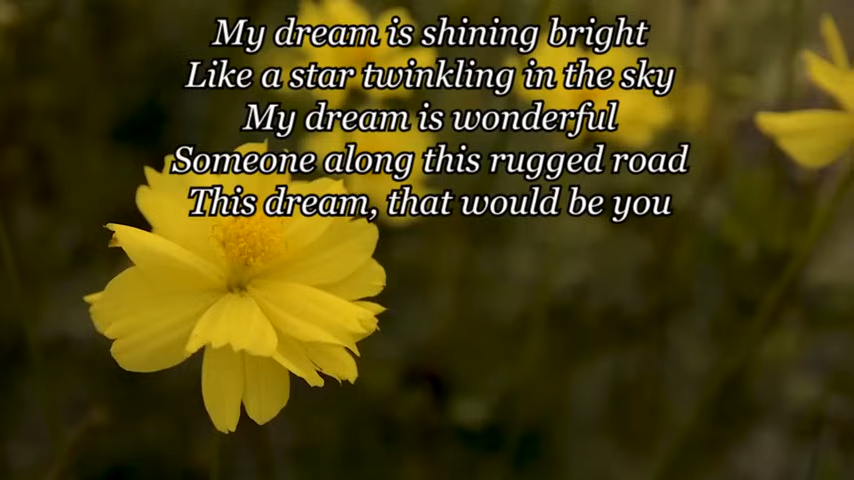 My dream is shining bright
Like a star twinkling in the sky
My dream is wonderful
Someone along this rugged road
This dream, that would be you